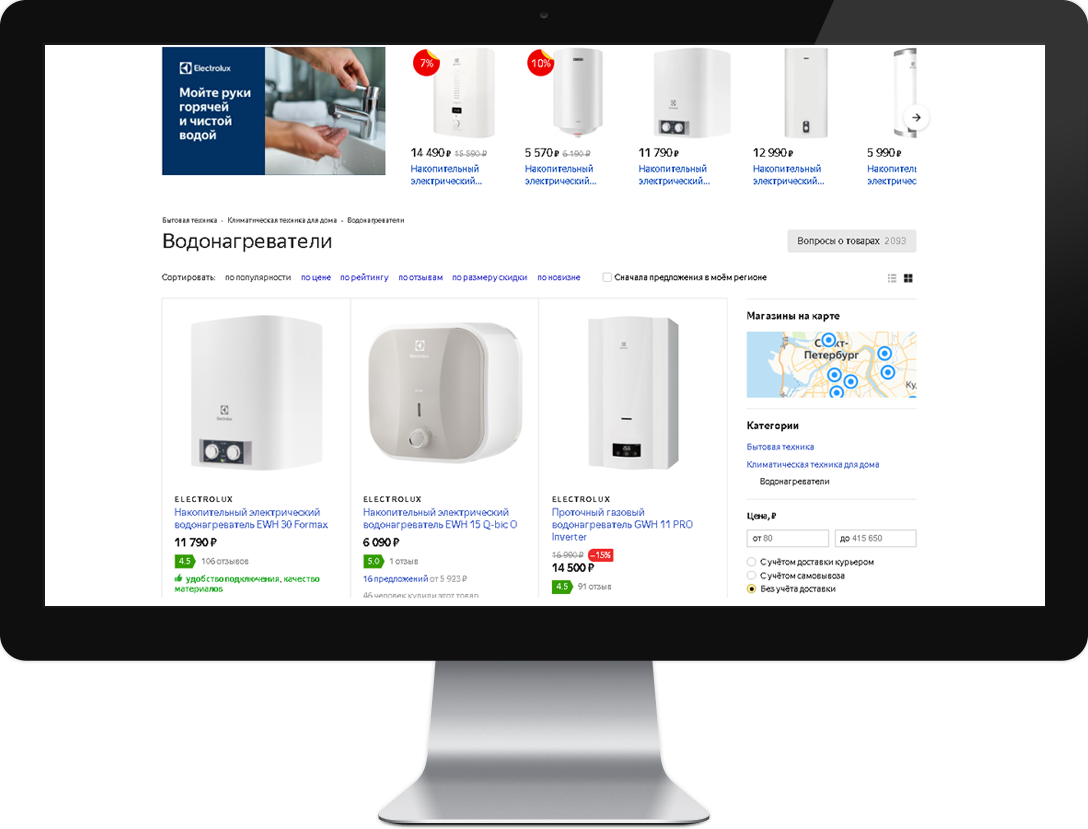 Electrolux
Мойте руки
горячей
и чистой
водой
7%
14 490 ₽ 15 590 ₽
Накопительный
электрический...
10%
5 570 ₽ 6 190 ₽
Накопительный
электрический...
11 790 ₽
Накопительный
электрический...
12 990 ₽
Накопительный
электрический...
5 990 ₽
Накопитель
электричес
Бытовая техника Климатическая техника для дома Водонагреватели
Водонагреватели
Вопросы о товарах 2093
Сортировать: по популярности по цене по рейтингу по отзывам по размеру скидки по новизне Сначала предложения в моём регионе
Electrolux
ELECTROLUX
Накопительный электрический
водонагреватель EWH 30 Formax
11 790 ₽
4.5 106 отзывов
удобство подключения, качество
материалов
Electrolux
ELECTROLUX
Накопительный электрический
водонагреватель EWH 15 Q-bic O
6 090 ₽
5.0 1 отзыв
16 предложений от 5 923 ₽
46 человек купили этот товар
ELECTROLUX
Проточный газовый
водонагреватель GWH 11 PRO
Inverter
16 990 ₽ −15%
14 500 ₽
4.5 91 отзыв
Магазины на карте
Санкт-
Петербург
Ку
Категории
Бытовая техника
Климатическая техника для дома
Водонагреватели
Цена, ₽
от 80 до 415 650
С учётом доставки курьером
С учётом самовывоза
Без учёта доставки